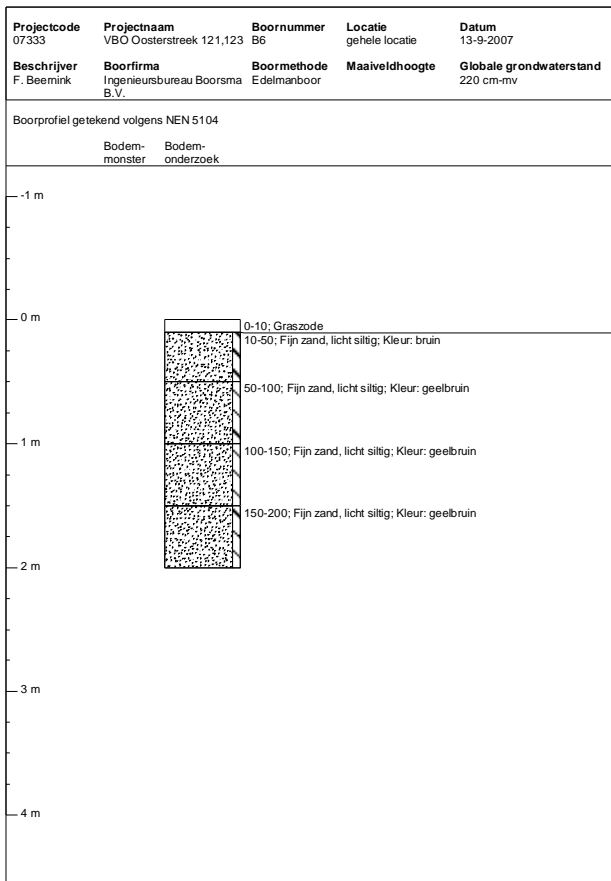 Projectcode Projectnaam Boornummer Locatie Datum
07333 VBO Oosterstreek 121,123 B6 gehele locatie 13-9-2007
Beschrijver Boorfirma Boormethode Maaiveldhoogte Globale grondwaterstand
F. Beemink Ingenieursbureau Boorsma Edelmanboor 220 cm-mv
B.V.
Boorprofiel getekend volgens NEN 5104
Bodem- Bodem-
monster onderzoek
-1 m
0 m
0-10; Graszode
10-50; Fijn zand, licht siltig; Kleur: bruin
50-100; Fijn zand, licht siltig; Kleur: geelbruin
1 m
100-150; Fijn zand, licht siltig; Kleur: geelbruin
150-200; Fijn zand, licht siltig; Kleur: geelbruin
2 m
3 m
4 m